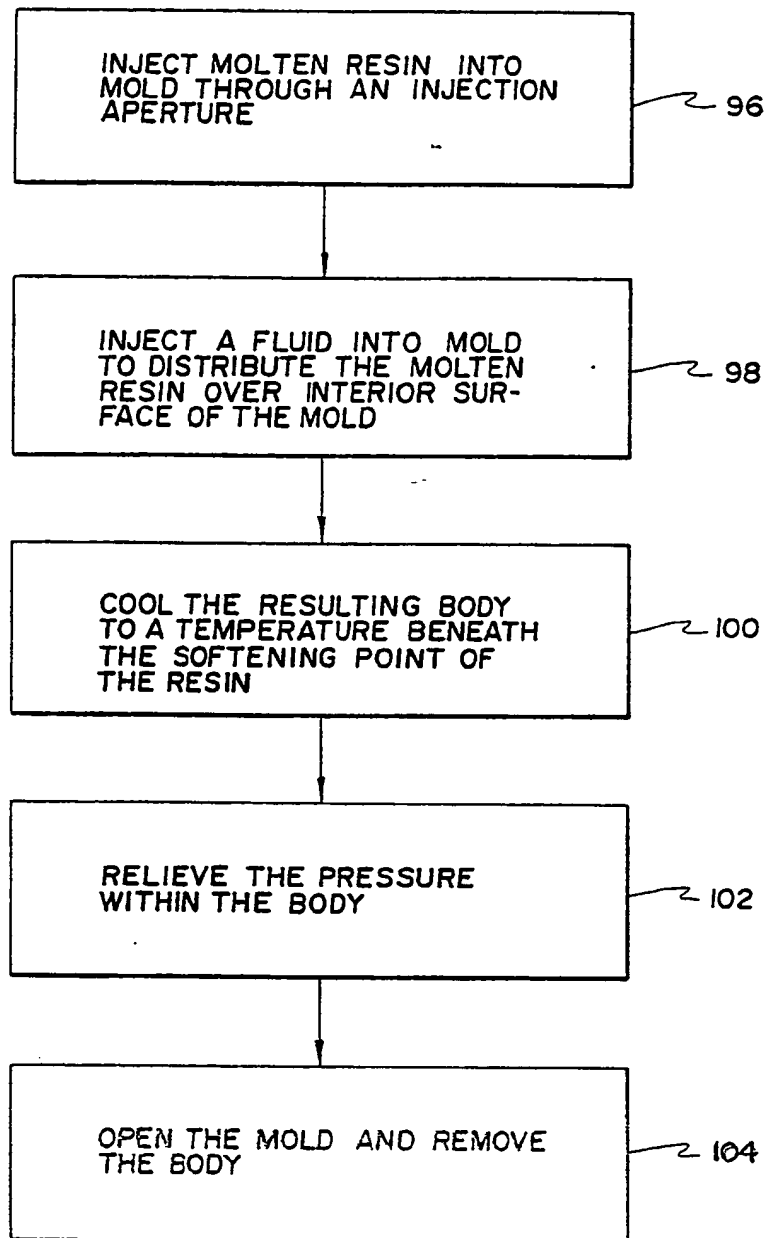 INJECT MOLTEN RESIN INTO
MOLD THROUGH AN INJECTION
APERTURE
96
INJECT A FLUID INTO MOLD
TO DISTRIBUTE THE MOLTEN
RESIN OVER INTERIOR SUR-
FACE OF THE MOLD
98
COOL THE RESULTING BODY
TO A TEMPERATURE BENEATH
THE SOFTENING POINT OF
THE RESIN
100
RELIEVE THE PRESSURE
WITHIN THE BODY
102
OPEN THE MOLD AND REMOVE
THE BODY
104